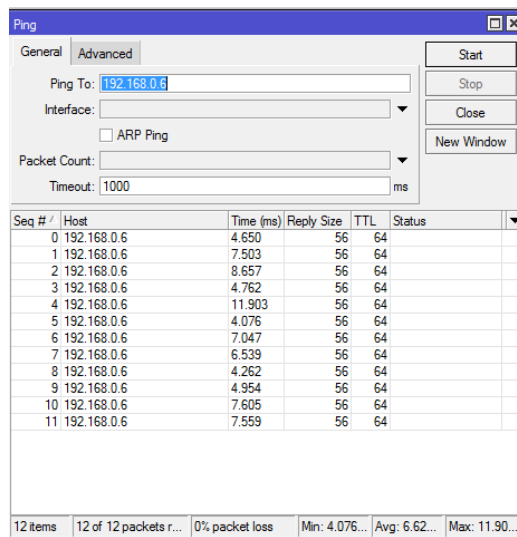 Ping
General Advanced
Start
Ping To: 192.168.0.6
Stop
Interface:
Close
ARP Ping
New Window
Packet Count:
Timeout: 1000 ms
Seq # Host Time (ms) Reply Size TTL Status
0 192.168.0.6 4.650 56 64
1 192.168.0.6 7.503 56 64
2 192.168.0.6 8.657 56 64
3 192.168.0.6 4.762 56 64
4 192.168.0.6 11.903 56 64
5 192.168.0.6 4.076 56 64
6 192.168.0.6 7.047 56 64
7 192.168.0.6 6.539 56 64
8 192.168.0.6 4.262 56 64
9 192.168.0.6 4.954 56 64
10 192.168.0.6 7.605 56 64
11 192.168.0.6 7.559 56 64
12 items 12 of 12 packets r... 0% packet loss Min: 4.076... Avg: 6.62... Max: 11.90...